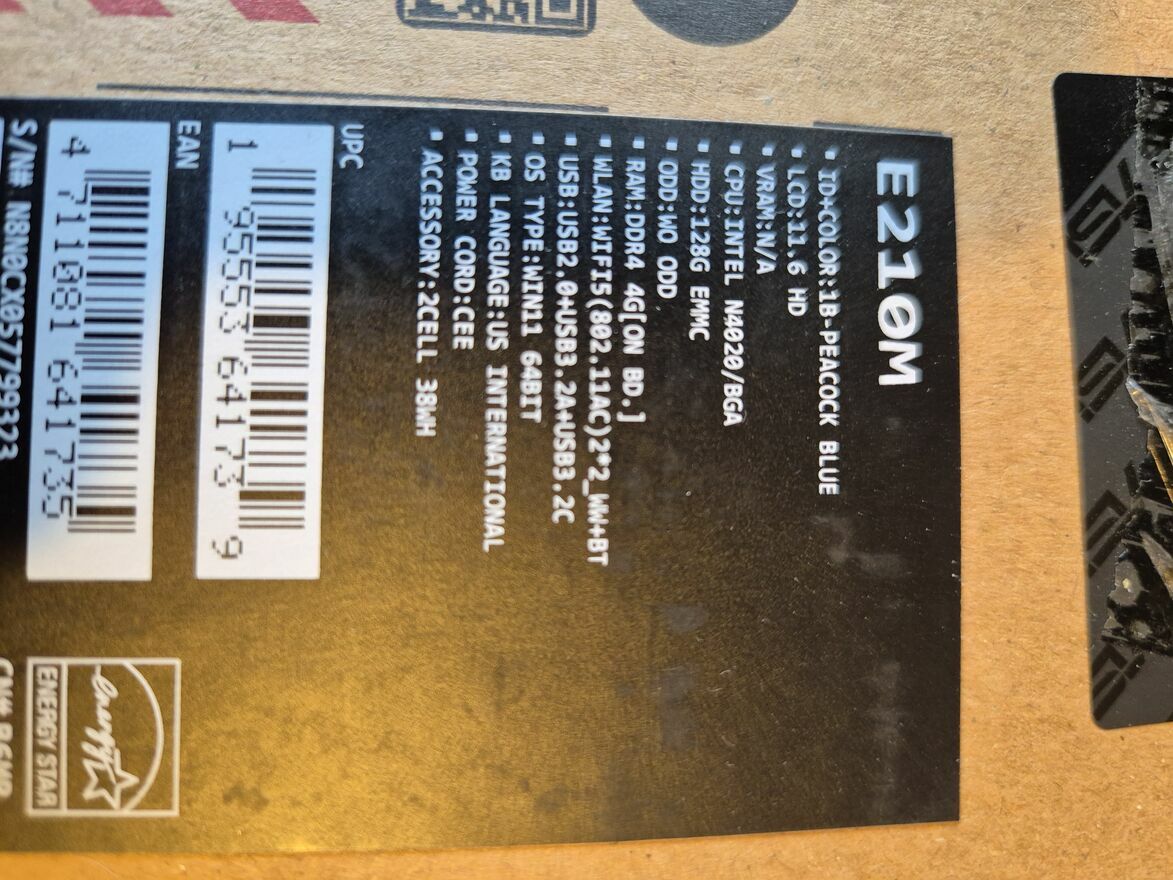 E210M
▪ ID+COLOR:1B-PEACOCK BLUE
▪ LCD:11.6 HD
▪ VRAM:N/A
▪ CPU:INTEL N4020/BGA
▪ HDD:128G EMMC
▪ ODD:WO ODD
▪ RAM:DDR4 4G[ON BD.]
▪ WLAN:WIFI5(802.11AC)2*2_WW+BT
▪ USB:USB2.0+USB3.2A+USB3.2C
▪ OS TYPE:WIN11 64BIT
▪ KB LANGUAGE:US INTERNATIONAL
▪ POWER CORD:CEE
▪ ACCESSORY:2CELL 38WH
UPC
1 95553 64173 9
EAN
4 711081 641735
S/N#: N8N0CX057799323
energy
ENERGY STAR